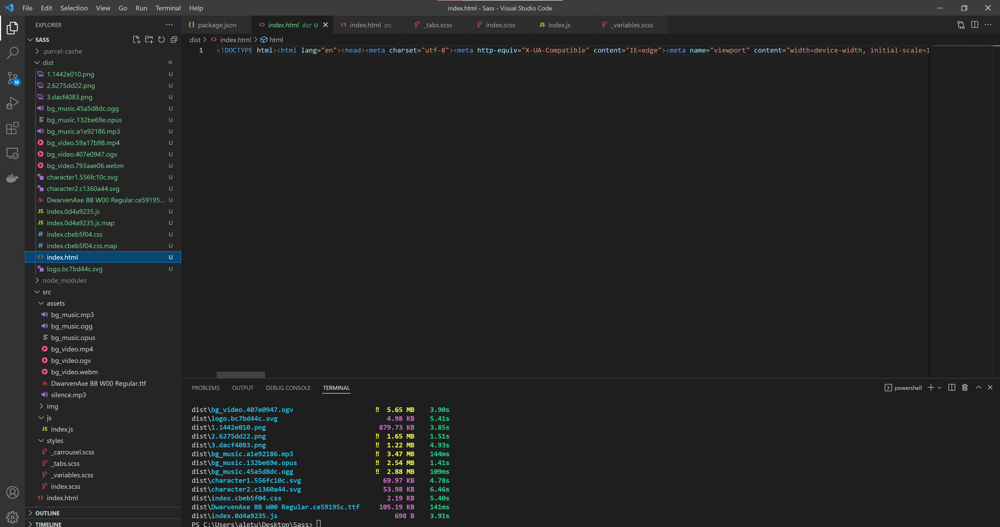 File Edit Selection View Go Run Terminal Help
index.html - Sass - Visual Studio Code
EXPLORER
SASS
.parcel-cache
dist
1.1442e010.png U
2.6275dd22.png U
3.dacf4083.png U
bg_music.45a5d8dc.ogg U
bg_music.132be69e.opus U
bg_music.a1e92186.mp3 U
bg_video.59a17b98.mp4 U
bg_video.407e0947.ogv U
bg_video.793aae06.webm U
character1.556fc10c.svg U
character2.c1360a44.svg U
DwarvenAxe BB W00 Regular.ce59195... U
JS index.0d4a9235.js U
JS index.0d4a9235.js.map U
# index.cbeb5f04.css U
# index.cbeb5f04.css.map U
<> index.html U
logo.bc7bd44c.svg U
node_modules
src
assets
bg_music.mp3
bg_music.ogg
bg_music.opus
bg_video.mp4
bg_video.ogv
bg_video.webm
DwarvenAxe BB W00 Regular.ttf
silence.mp3
img
js
JS index.js
styles
_carrousel.scss
_tabs.scss
_variables.scss
index.scss
<> index.html
OUTLINE
TIMELINE
18
{} package.json
<> index.html dist U
<> index.html src
_tabs.scss
index.scss
JS index.js
_variables.scss
dist > <> index.html > html
1 <!DOCTYPE html><html lang="en"><head><meta charset="utf-8"><meta http-equiv="X-UA-Compatible" content="IE=edge"><meta name="viewport" content="width=device-width, initial-scale=1
PROBLEMS OUTPUT DEBUG CONSOLE TERMINAL
powershell
dist\bg_video.407e0947.ogv ‼ 5.65 MB 3.90s
dist\logo.bc7bd44c.svg 4.98 KB 5.41s
dist\1.1442e010.png 879.73 KB 3.85s
dist\2.6275dd22.png ‼ 1.65 MB 1.51s
dist\3.dacf4083.png ‼ 1.22 MB 4.93s
dist\bg_music.a1e92186.mp3 ‼ 3.47 MB 144ms
dist\bg_music.132be69e.opus ‼ 2.54 MB 1.41s
dist\bg_music.45a5d8dc.ogg ‼ 2.88 MB 109ms
dist\character1.556fc10c.svg 69.97 KB 4.78s
dist\character2.c1360a44.svg 53.98 KB 6.46s
dist\index.cbeb5f04.css 2.19 KB 5.40s
dist\DwarvenAxe BB W00 Regular.ce59195c.ttf 105.19 KB 141ms
dist\index.0d4a9235.js 698 B 3.91s
PS C:\Users\aletu\Desktop\Sass>